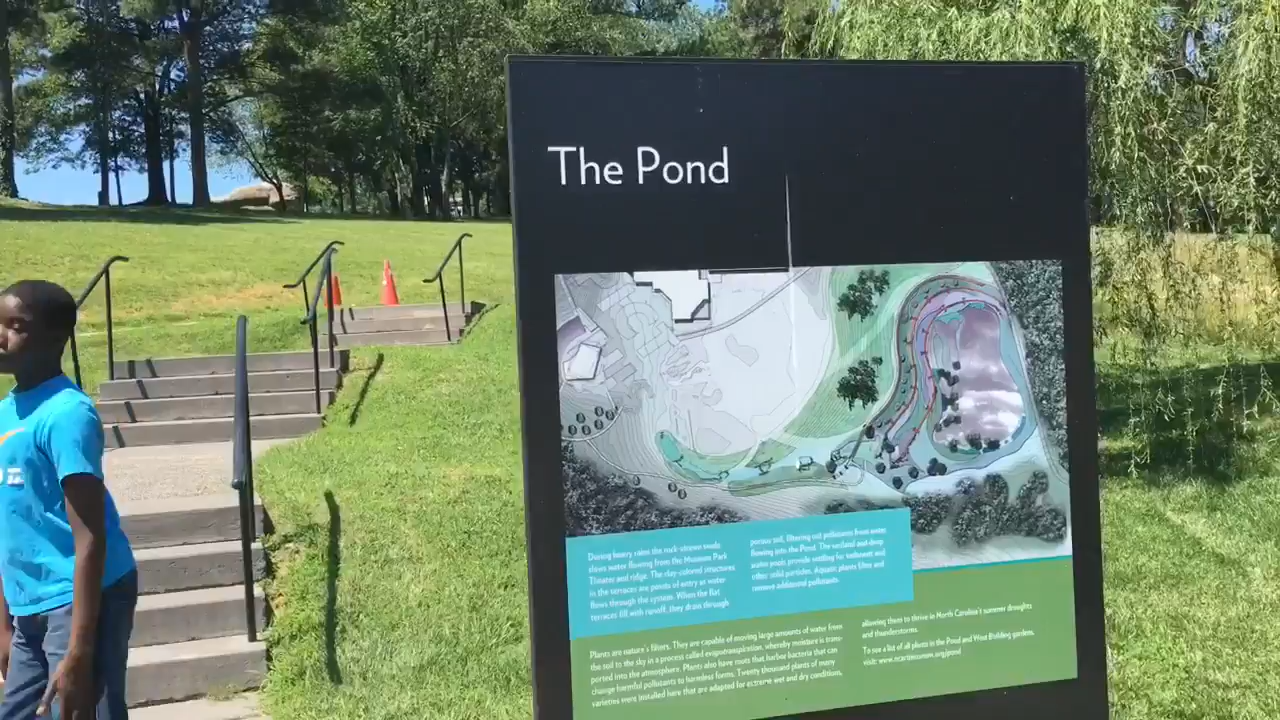 The Pond
During heavy rains the rock-strewn swale
slows water flowing from the Museum Park
Theater and ridge. The clay-colored structures
in the terraces are points of entry as water
flows through the system. When the flat
terraces fill with runoff, they drain through
porous soil, filtering out pollutants from water
flowing into the Pond. The wetland and deep
water pools provide settling for sediment and
other solid particles. Aquatic plants filter and
remove additional pollutants.
Plants are nature's filters. They are capable of moving large amounts of water from
the soil to the sky in a process called evapotranspiration, whereby moisture is trans-
ported into the atmosphere. Plants also have roots that harbor bacteria that can
change harmful pollutants to harmless forms. Twenty thousand plants of many
varieties were installed here that are adapted for extreme wet and dry conditions,
allowing them to thrive in North Carolina's summer droughts
and thunderstorms.
To see a list of all plants in the Pond and West Building gardens,
visit: www.ncartmuseum.org/pond